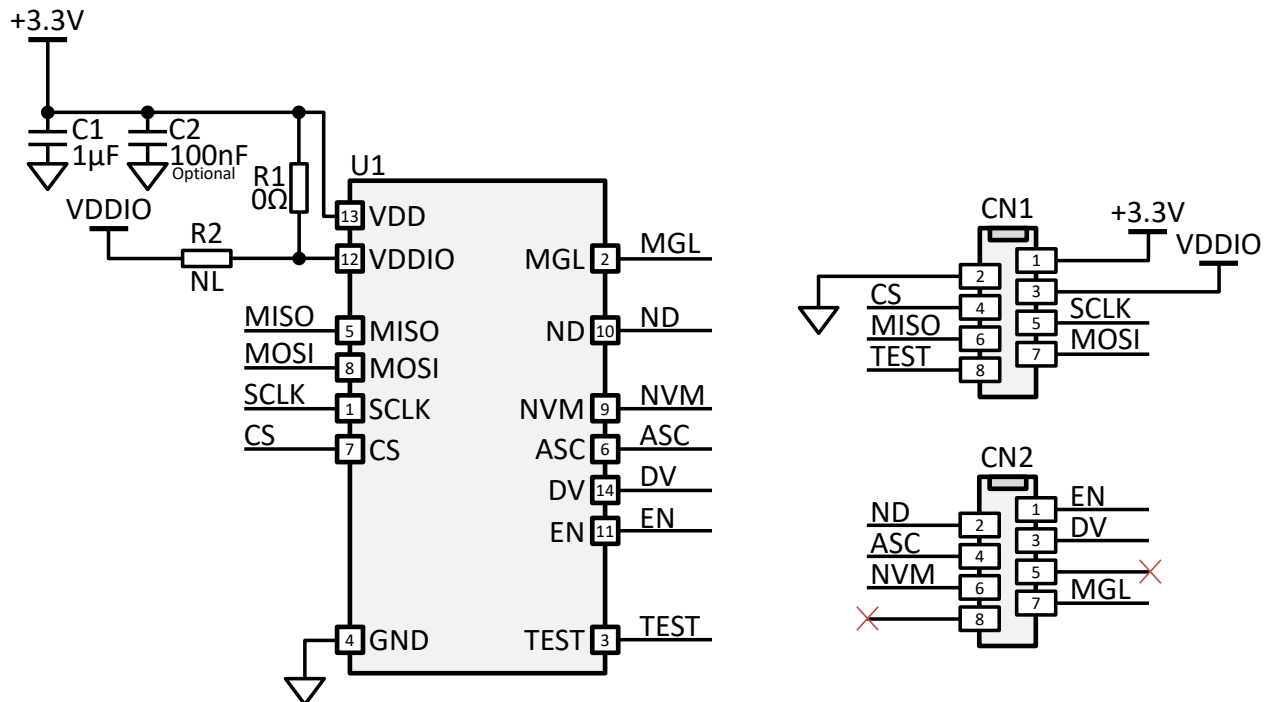 +3.3V
C1
1µF
C2
100nF
Optional
R1
0Ω
VDDIO
R2
NL
U1
13 VDD
12 VDDIO
5 MISO
8 MOSI
1 SCLK
7 CS
4 GND
MISO
MOSI
SCLK
CS
MGL 2 MGL
ND 10 ND
NVM 9 NVM
ASC 6 ASC
DV 14 DV
EN 11 EN
TEST 3 TEST
CN1
+3.3V
VDDIO
1
2
3
CS 4
5 SCLK
MISO 6
7 MOSI
TEST 8
CN2
1 EN
ND 2
3 DV
ASC 4
5
NVM 6
7 MGL
8